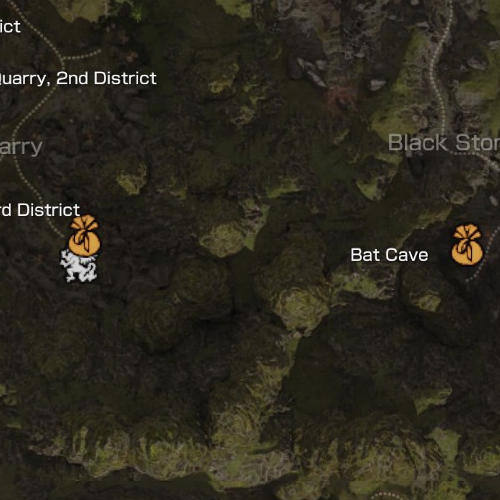 ict
Quarry, 2nd District
arry
Black Ston
rd District
Bat Cave